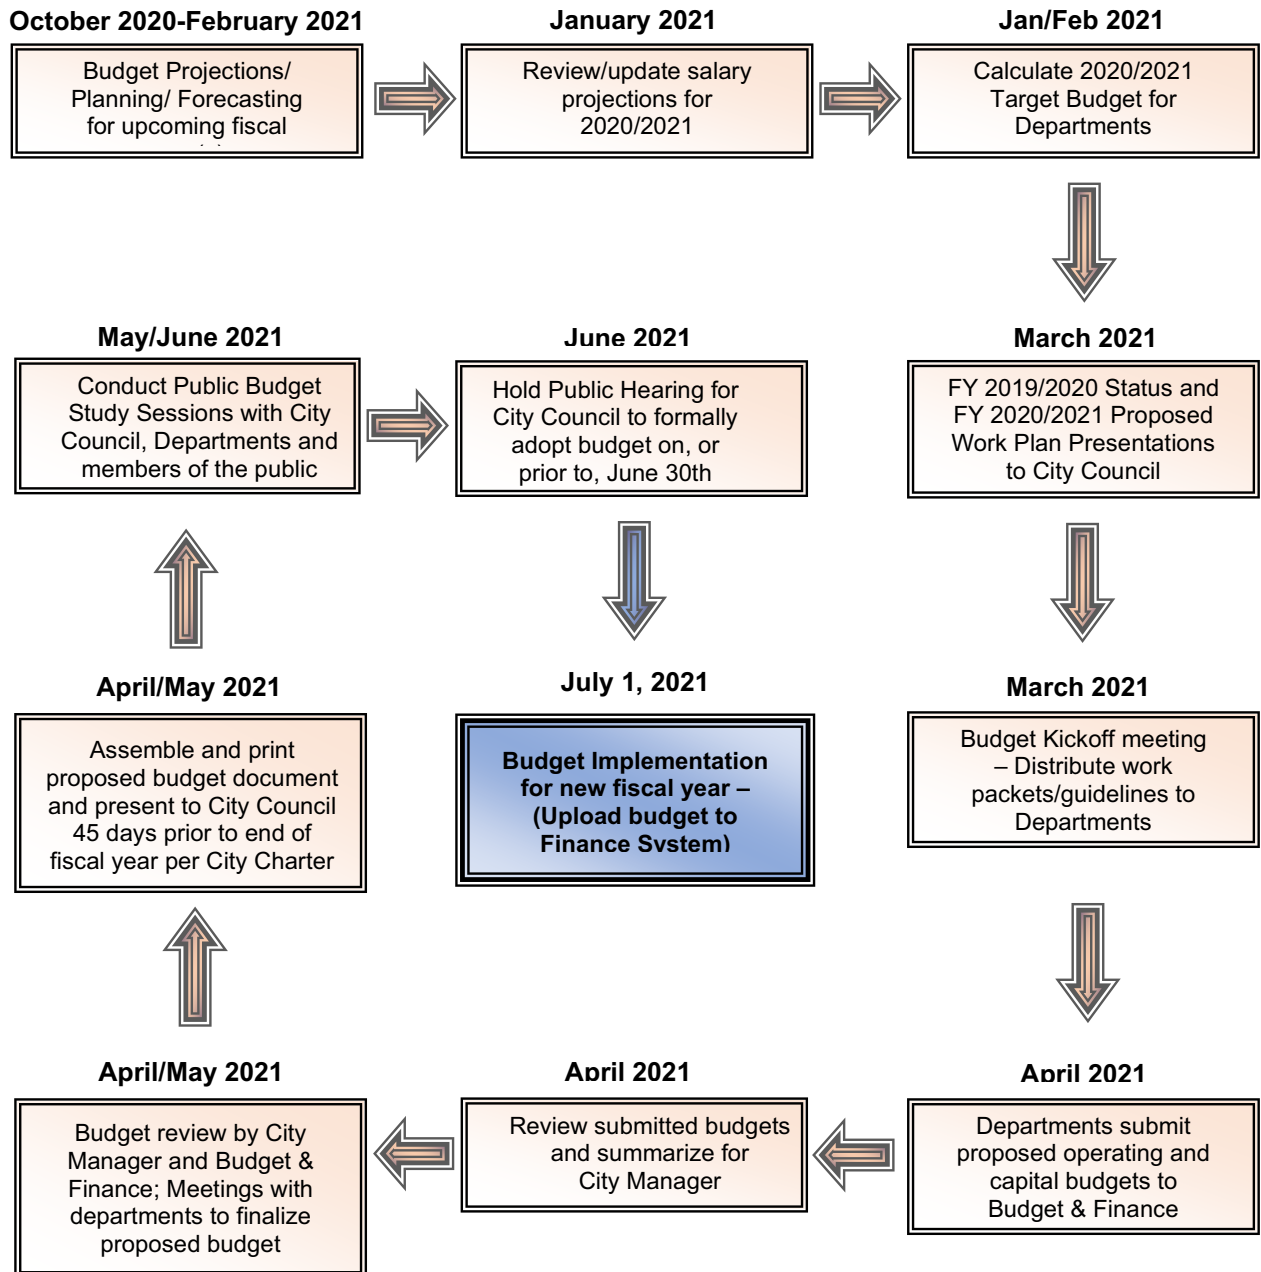 October 2020-February 2021
Budget Projections/
Planning/ Forecasting
for upcoming fiscal
January 2021
Review/update salary
projections for
2020/2021
Jan/Feb 2021
Calculate 2020/2021
Target Budget for
Departments
March 2021
FY 2019/2020 Status and
FY 2020/2021 Proposed
Work Plan Presentations
to City Council
March 2021
Budget Kickoff meeting
– Distribute work
packets/guidelines to
Departments
April 2021
Departments submit
proposed operating and
capital budgets to
Budget & Finance
April 2021
Review submitted budgets
and summarize for
City Manager
April/May 2021
Budget review by City
Manager and Budget &
Finance; Meetings with
departments to finalize
proposed budget
April/May 2021
Assemble and print
proposed budget document
and present to City Council
45 days prior to end of
fiscal year per City Charter
May/June 2021
Conduct Public Budget
Study Sessions with City
Council, Departments and
members of the public
June 2021
Hold Public Hearing for
City Council to formally
adopt budget on, or
prior to, June 30th
July 1, 2021
Budget Implementation
for new fiscal year –
(Upload budget to
Finance System)